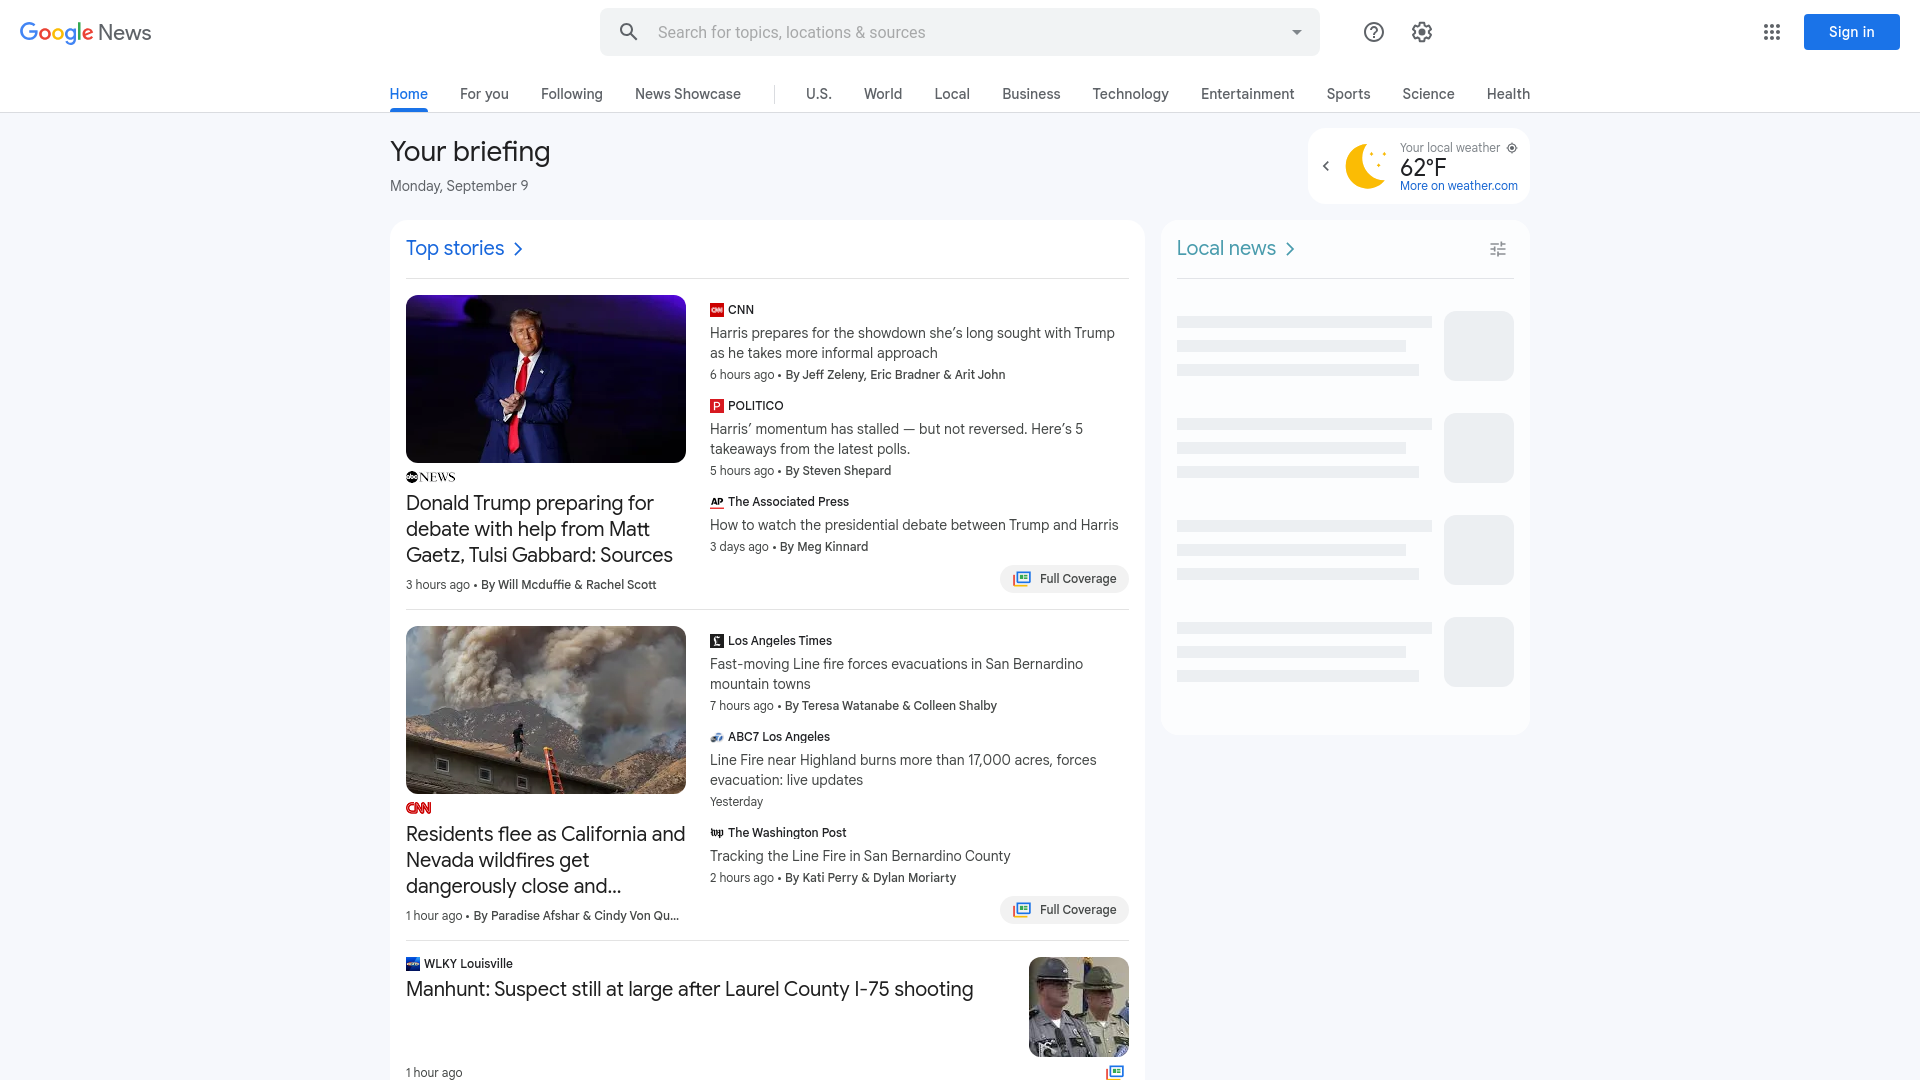 Google News
Search for topics, locations & sources
Sign in
Home
For you
Following
News Showcase
U.S.
World
Local
Business
Technology
Entertainment
Sports
Science
Health
Your briefing
Monday, September 9
Your local weather
62°F
More on weather.com
Top stories
abc NEWS
Donald Trump preparing for
debate with help from Matt
Gaetz, Tulsi Gabbard: Sources
3 hours ago • By Will Mcduffie & Rachel Scott
CNN
Harris prepares for the showdown she’s long sought with Trump
as he takes more informal approach
6 hours ago • By Jeff Zeleny, Eric Bradner & Arit John
POLITICO
Harris’ momentum has stalled — but not reversed. Here’s 5
takeaways from the latest polls.
5 hours ago • By Steven Shepard
AP The Associated Press
How to watch the presidential debate between Trump and Harris
3 days ago • By Meg Kinnard
Full Coverage
CNN
Residents flee as California and
Nevada wildfires get
dangerously close and...
1 hour ago • By Paradise Afshar & Cindy Von Qu...
Los Angeles Times
Fast-moving Line fire forces evacuations in San Bernardino
mountain towns
7 hours ago • By Teresa Watanabe & Colleen Shalby
ABC7 Los Angeles
Line Fire near Highland burns more than 17,000 acres, forces
evacuation: live updates
Yesterday
wp The Washington Post
Tracking the Line Fire in San Bernardino County
2 hours ago • By Kati Perry & Dylan Moriarty
Full Coverage
WLKY Louisville
Manhunt: Suspect still at large after Laurel County I-75 shooting
1 hour ago
Local news